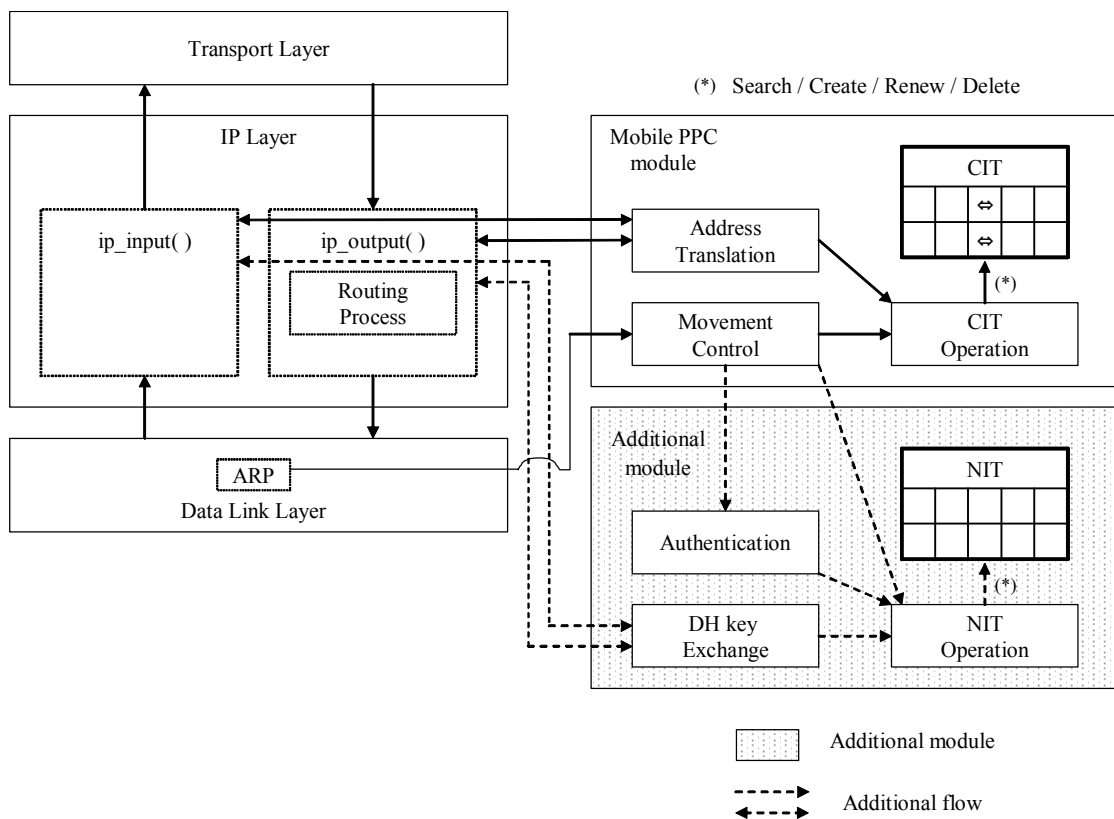 Transport Layer
(*) Search / Create / Renew / Delete
IP Layer
ip_input( )
ip_output( )
Routing
Process
ARP
Data Link Layer
Mobile PPC
module
CIT
⇔
⇔
Address
Translation
(*)
Movement
Control
CIT
Operation
Additional
module
NIT
Authentication
(*)
DH key
Exchange
NIT
Operation
Additional module
Additional flow